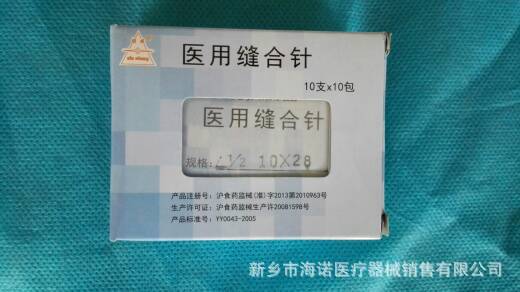 医用缝合针
10支x10包
医用缝合针
规格: 1/2 10X28
产品注册号: 沪食药监械(准)字2013第2010963号
生产许可证: 沪食药监械生产许20081598号
产品标准号: YY0043-2005
新乡市海诺医疗器械销售有限公司